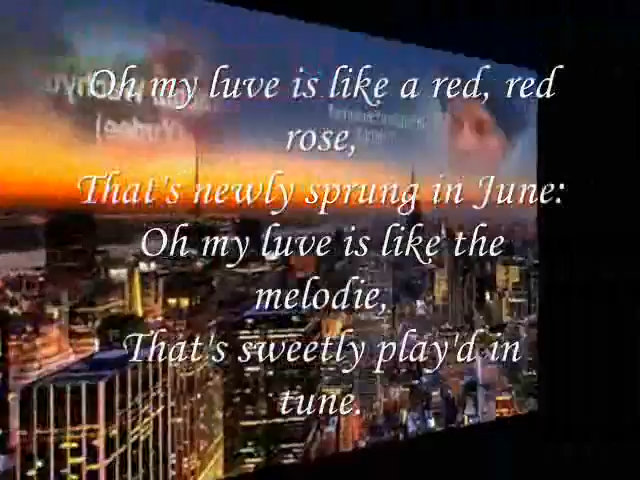 Oh my luve is like a red, red
rose,
That's newly sprung in June:
Oh my luve is like the
melodie,
That's sweetly play'd in
tune.